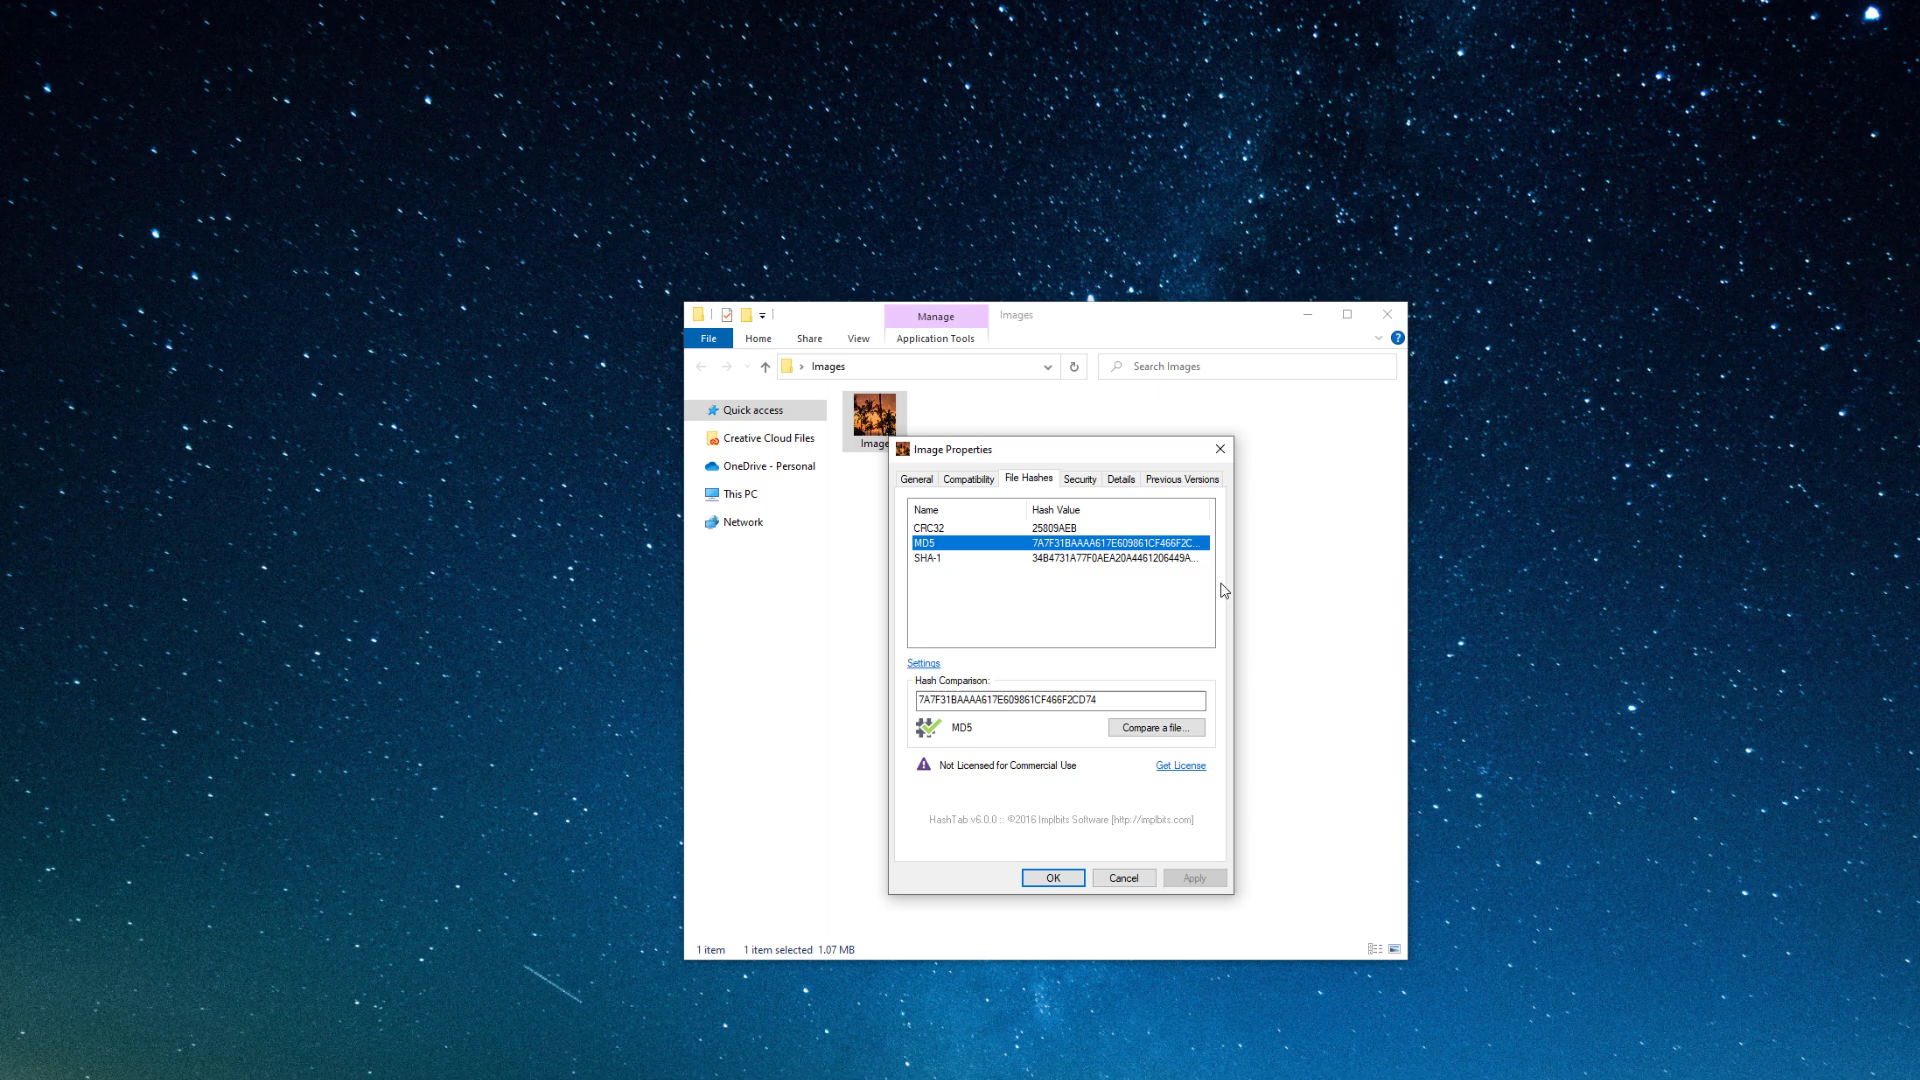 Manage
Images
File
Home
Share
View
Application Tools
Images
Search Images
Quick access
Creative Cloud Files
OneDrive - Personal
This PC
Network
Image
Image Properties
General
Compatibility
File Hashes
Security
Details
Previous Versions
Name
Hash Value
CRC32
25809AEB
MD5
7A7F31BAAAA617E609861CF466F2C...
SHA-1
34B4731A77F0AEA20A4461206449A...
Settings
Hash Comparison:
7A7F31BAAAA617E609861CF466F2CD74
MD5
Compare a file...
Not Licensed for Commercial Use
Get License
HashTab v6.0.0 :: ©2016 Implbits Software [http://implbits.com]
OK
Cancel
Apply
1 item
1 item selected 1.07 MB